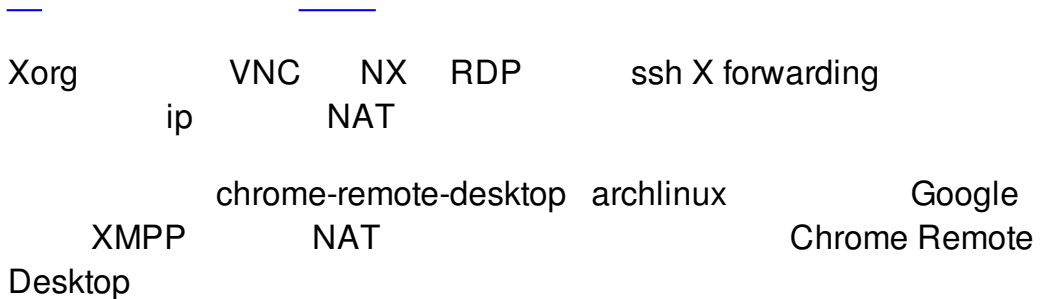 Xorg VNC NX RDP ssh X forwarding
ip NAT
chrome-remote-desktop archlinux Google
XMPP NAT Chrome Remote
Desktop